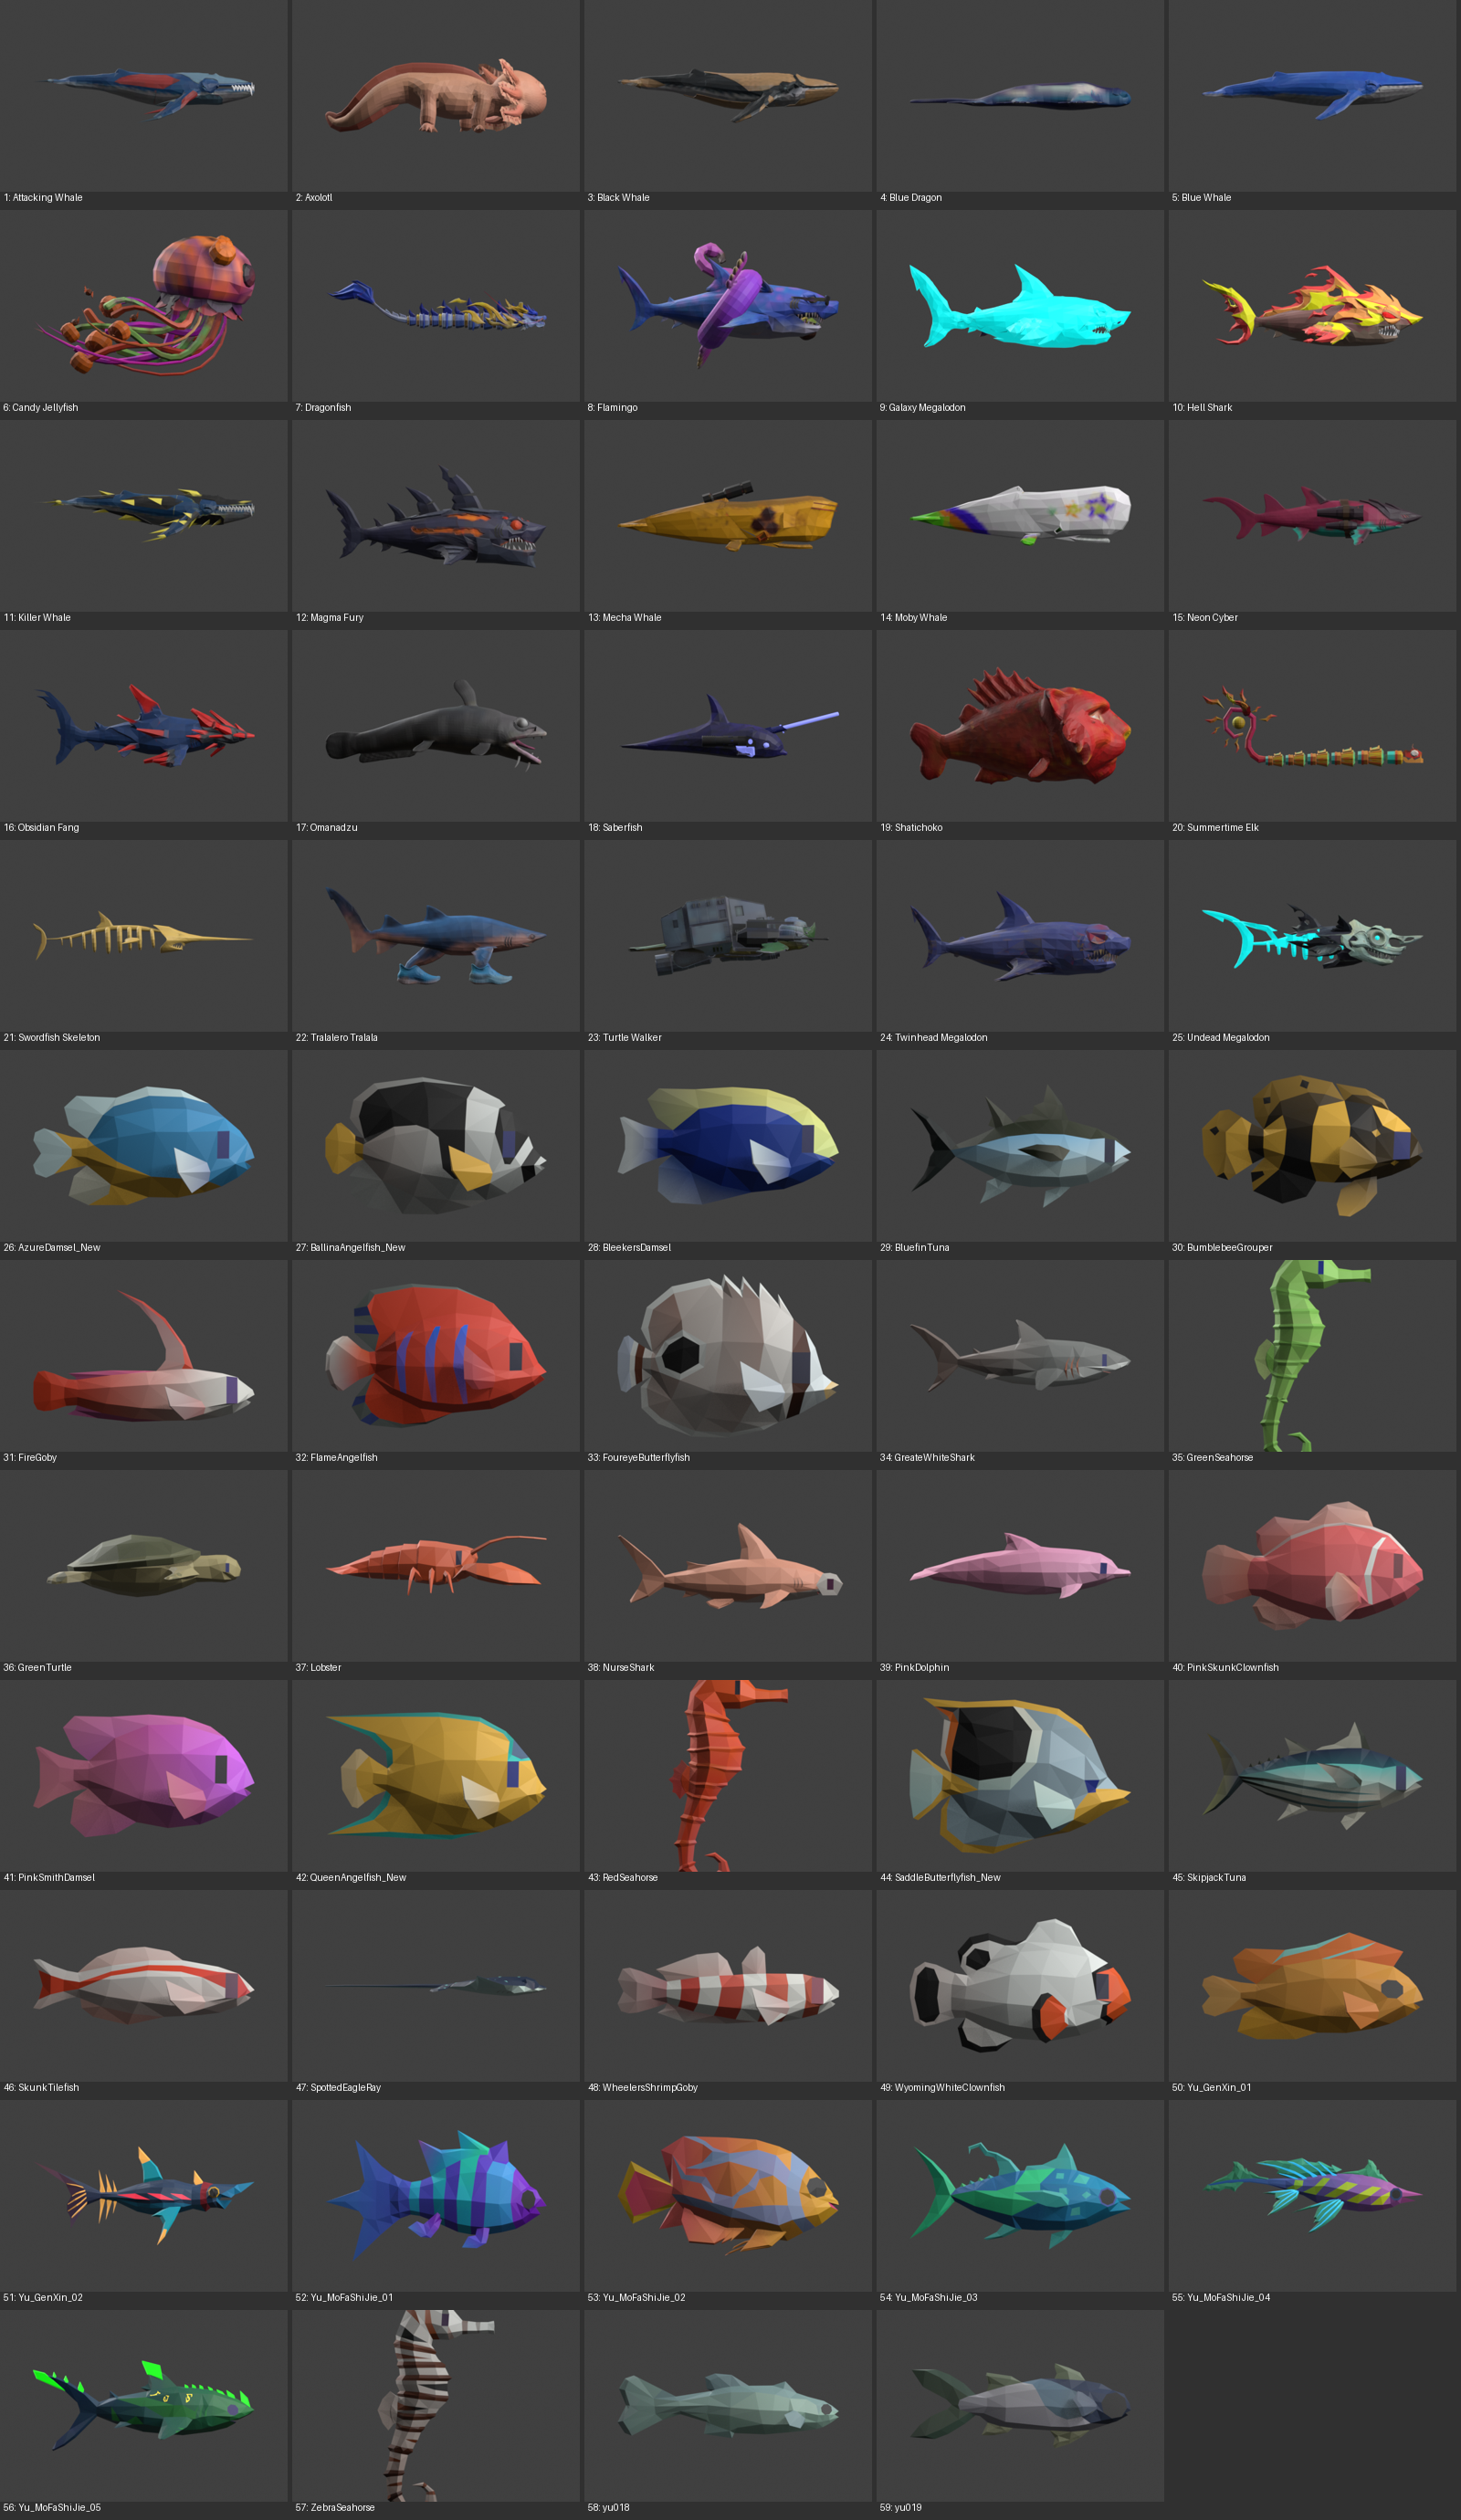 1: Attacking Whale
2: Axolotl
3: Black Whale
4: Blue Dragon
5: Blue Whale
6: Candy Jellyfish
7: Dragonfish
8: Flamingo
9: Galaxy Megalodon
10: Hell Shark
11: Killer Whale
12: Magma Fury
13: Mecha Whale
14: Moby Whale
15: Neon Cyber
16: Obsidian Fang
17: Omanadzu
18: Saberfish
19: Shatichoko
20: Summertime Elk
21: Swordfish Skeleton
22: Tralalero Tralala
23: Turtle Walker
24: Twinhead Megalodon
25: Undead Megalodon
26: AzureDamsel_New
27: BallinaAngelfish_New
28: BleekersDamsel
29: BluefinTuna
30: BumblebeeGrouper
31: FireGoby
32: FlameAngelfish
33: FoureyeButterflyfish
34: GreateWhiteShark
35: GreenSeahorse
36: GreenTurtle
37: Lobster
38: NurseShark
39: PinkDolphin
40: PinkSkunkClownfish
41: PinkSmithDamsel
42: QueenAngelfish_New
43: RedSeahorse
44: SaddleButterflyfish_New
45: SkipjackTuna
46: SkunkTilefish
47: SpottedEagleRay
48: WheelersShrimpGoby
49: WyomingWhiteClownfish
50: Yu_GenXin_01
51: Yu_GenXin_02
52: Yu_MoFaShiJie_01
53: Yu_MoFaShiJie_02
54: Yu_MoFaShiJie_03
55: Yu_MoFaShiJie_04
56: Yu_MoFaShiJie_05
57: ZebraSeahorse
58: yu018
59: yu019